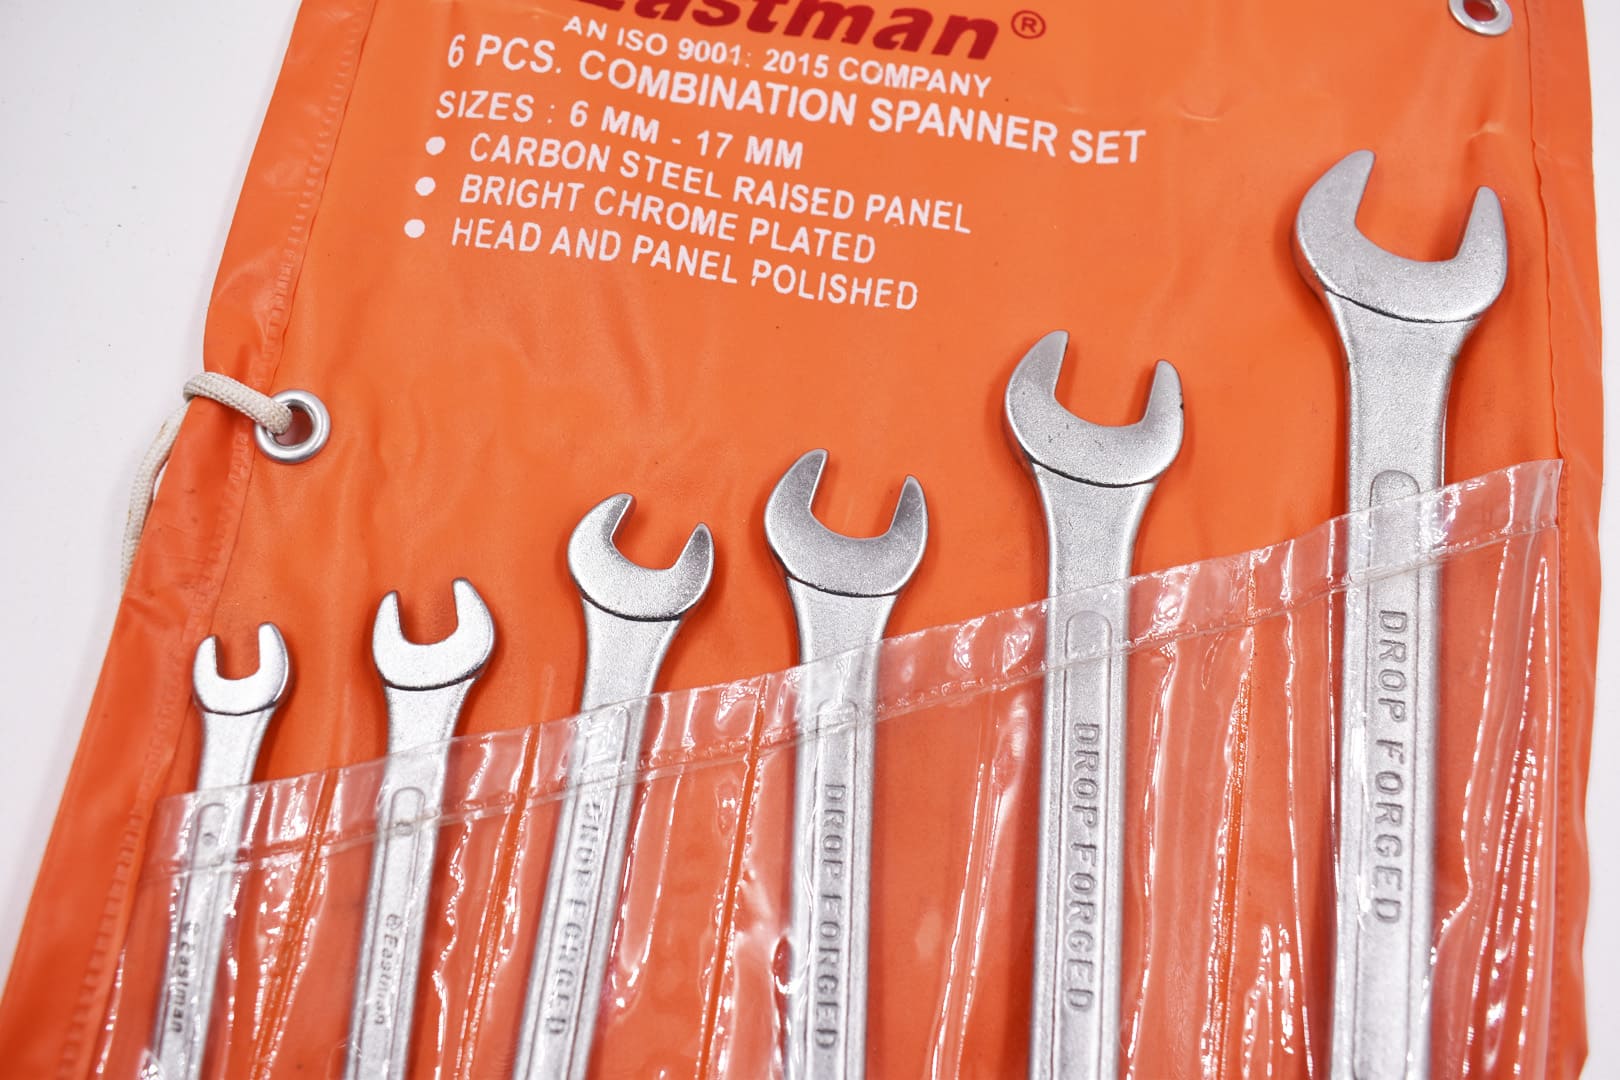 Eastman®
AN ISO 9001: 2015 COMPANY
6 PCS. COMBINATION SPANNER SET
SIZES : 6 MM - 17 MM
• CARBON STEEL RAISED PANEL
• BRIGHT CHROME PLATED
• HEAD AND PANEL POLISHED
Eastman
8
®Eastman
DROP FORGED
DROP FORGED
DROP FORGED
DROP FORGED